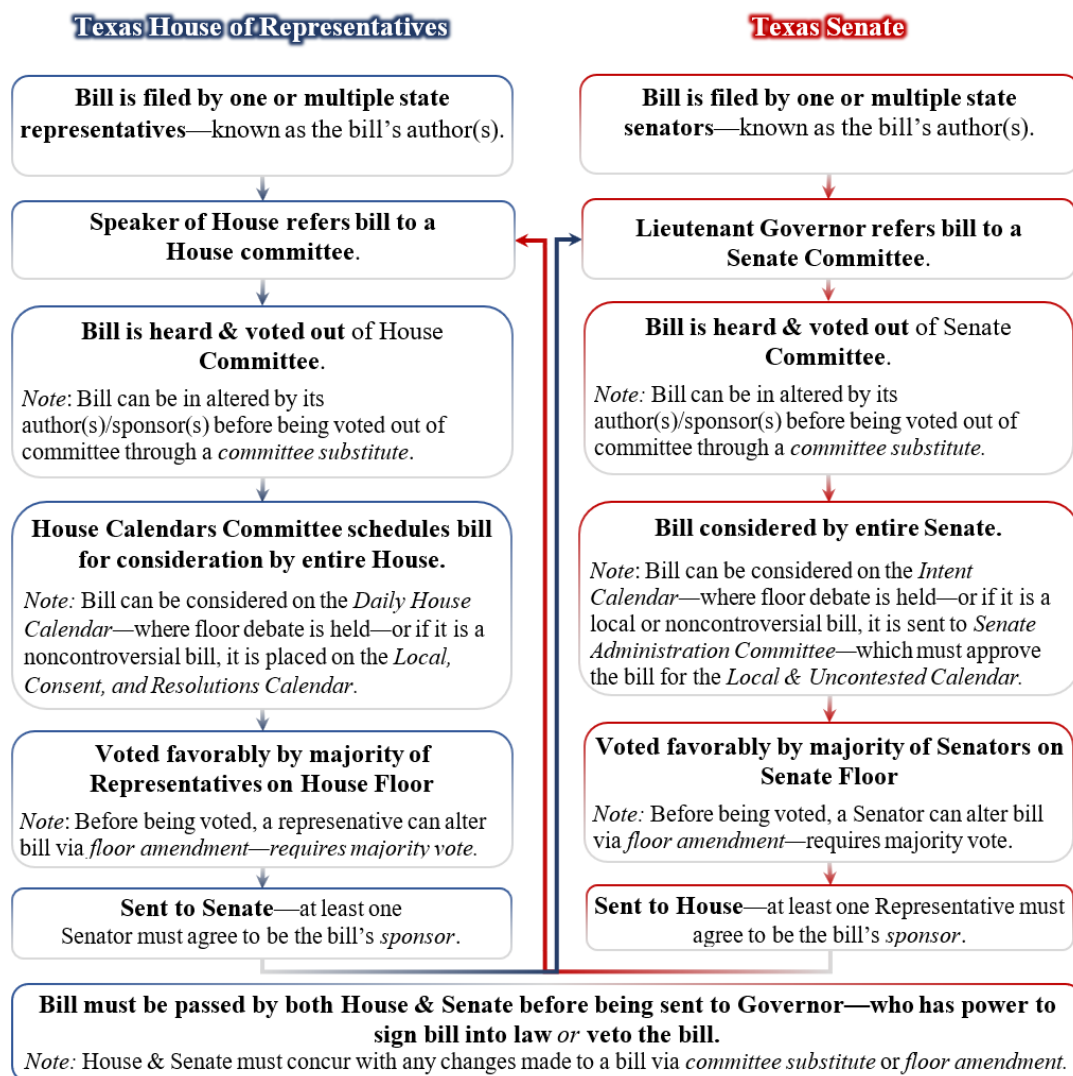 Texas House of Representatives
Bill is filed by one or multiple state
representatives—known as the bill's author(s).
Speaker of House refers bill to a
House committee.
Bill is heard & voted out of House
Committee.
Note: Bill can be in altered by its
author(s)/sponsor(s) before being voted out of
committee through a committee substitute.
House Calendars Committee schedules bill
for consideration by entire House.
Note: Bill can be considered on the Daily House
Calendar—where floor debate is held—or if it is a
noncontroversial bill, it is placed on the Local,
Consent, and Resolutions Calendar.
Voted favorably by majority of
Representatives on House Floor
Note: Before being voted, a represenative can alter
bill via floor amendment—requires majority vote.
Sent to Senate—at least one
Senator must agree to be the bill's sponsor.
Texas Senate
Bill is filed by one or multiple state
senators—known as the bill's author(s).
Lieutenant Governor refers bill to a
Senate Committee.
Bill is heard & voted out of Senate
Committee.
Note: Bill can be in altered by its
author(s)/sponsor(s) before being voted out of
committee through a committee substitute.
Bill considered by entire Senate.
Note: Bill can be considered on the Intent
Calendar—where floor debate is held—or if it is a
local or noncontroversial bill, it is sent to Senate
Administration Committee—which must approve
the bill for the Local & Uncontested Calendar.
Voted favorably by majority of Senators on
Senate Floor
Note: Before being voted, a Senator can alter bill
via floor amendment—requires majority vote.
Sent to House—at least one Representative must
agree to be the bill's sponsor.
Bill must be passed by both House & Senate before being sent to Governor—who has power to
sign bill into law or veto the bill.
Note: House & Senate must concur with any changes made to a bill via committee substitute or floor amendment.